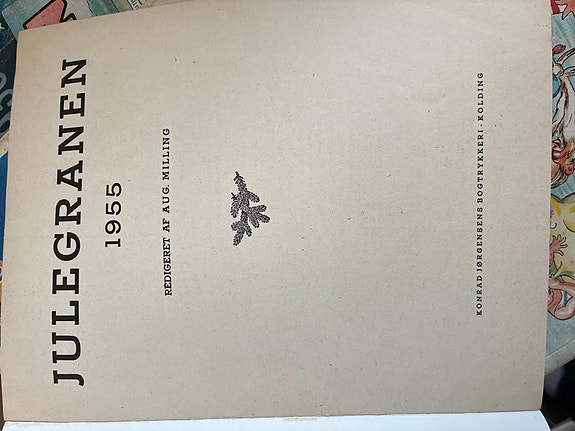 JULEGRANEN
1955
REDIGERET AF AUG. MILLING
KONRAD JØRGENSENS BOGTRYKKERI · KOLDING